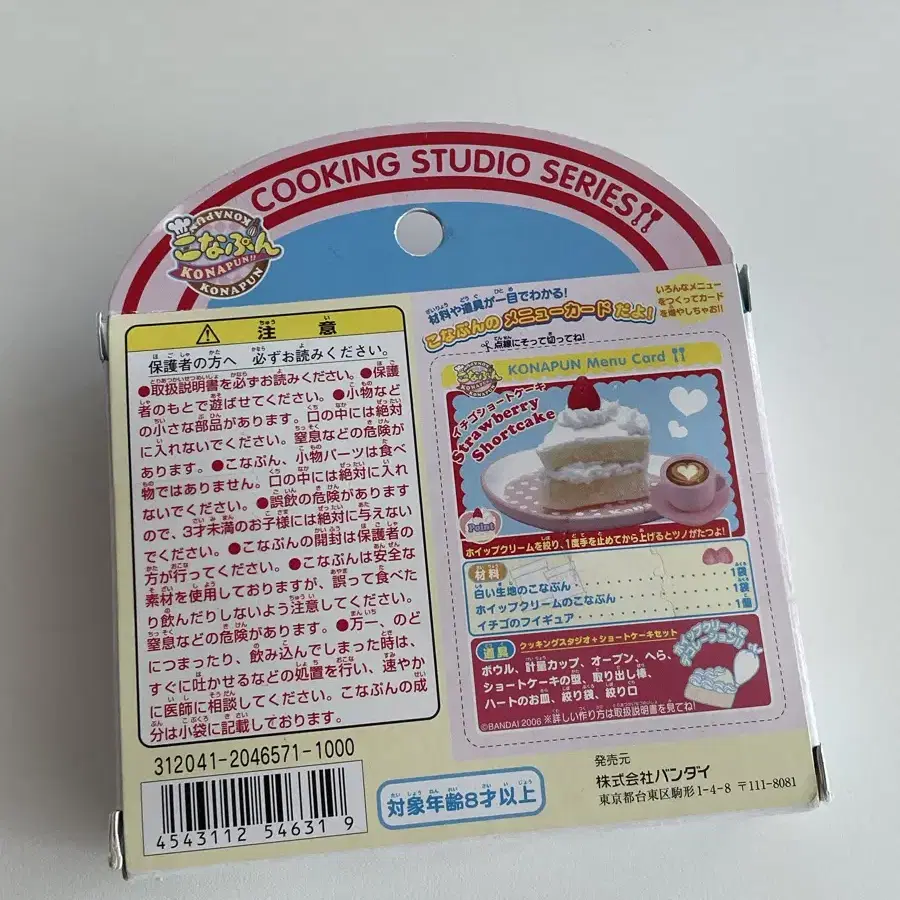 COOKING STUDIO SERIES!!
KONAPUN
こなぷん
KONAPUN!!
KONAPUN
注意
保護者の方へ 必ずお読みください。
●取扱説明書を必ずお読みください。●保護
者のもとで遊ばせてください。●小物など
の小さな部品があります。口の中には絶対
に入れないでください。窒息などの危険が
あります。●こなぷん、小物パーツは食べ
物ではありません。口の中には絶対に入れ
ないでください。●誤飲の危険があります
ので、3才未満のお子様には絶対に与えない
でください。●こなぷんの開封は保護者の
方が行ってください。●こなぷんは安全な
素材を使用しておりますが、誤って食べた
り飲んだりしないよう注意してください。
窒息などの危険があります。●万一、のど
につまったり、飲み込んでしまった時は、
すぐに吐かせるなどの処置を行い、速やか
に医師に相談してください。こなぷんの成
分は小袋に記載しております。
312041-2046571-1000
4543112 546319
対象年齢8才以上
材料や道具が一目でわかる!
こなぷんのメニューカードだよ!
いろんなメニュー
をつくってカード
を増やしちゃお!!
点線にそって切ってね!
こなぷん
KONAPUN Menu Card
イチゴショートケーキ
Strawberry
Shortcake
Point
ホイップクリームを絞り、1度手を止めてから上げるとツノがたつよ!
材料
白い生地のこなぷん 1袋
ホイップクリームのこなぷん 1袋
イチゴのフィギュア 1個
道具
クッキングスタジオ+ショートケーキセット
ボウル、計量カップ、オーブン、へら、
ショートケーキの型、取り出し棒、
ハートのお皿、絞り袋、絞り口
ホイップクリームで
デコレーション!!
©BANDAI 2006 ※詳しい作り方は取扱説明書を見てね!
発売元
株式会社バンダイ
東京都台東区駒形1-4-8 〒111-8081